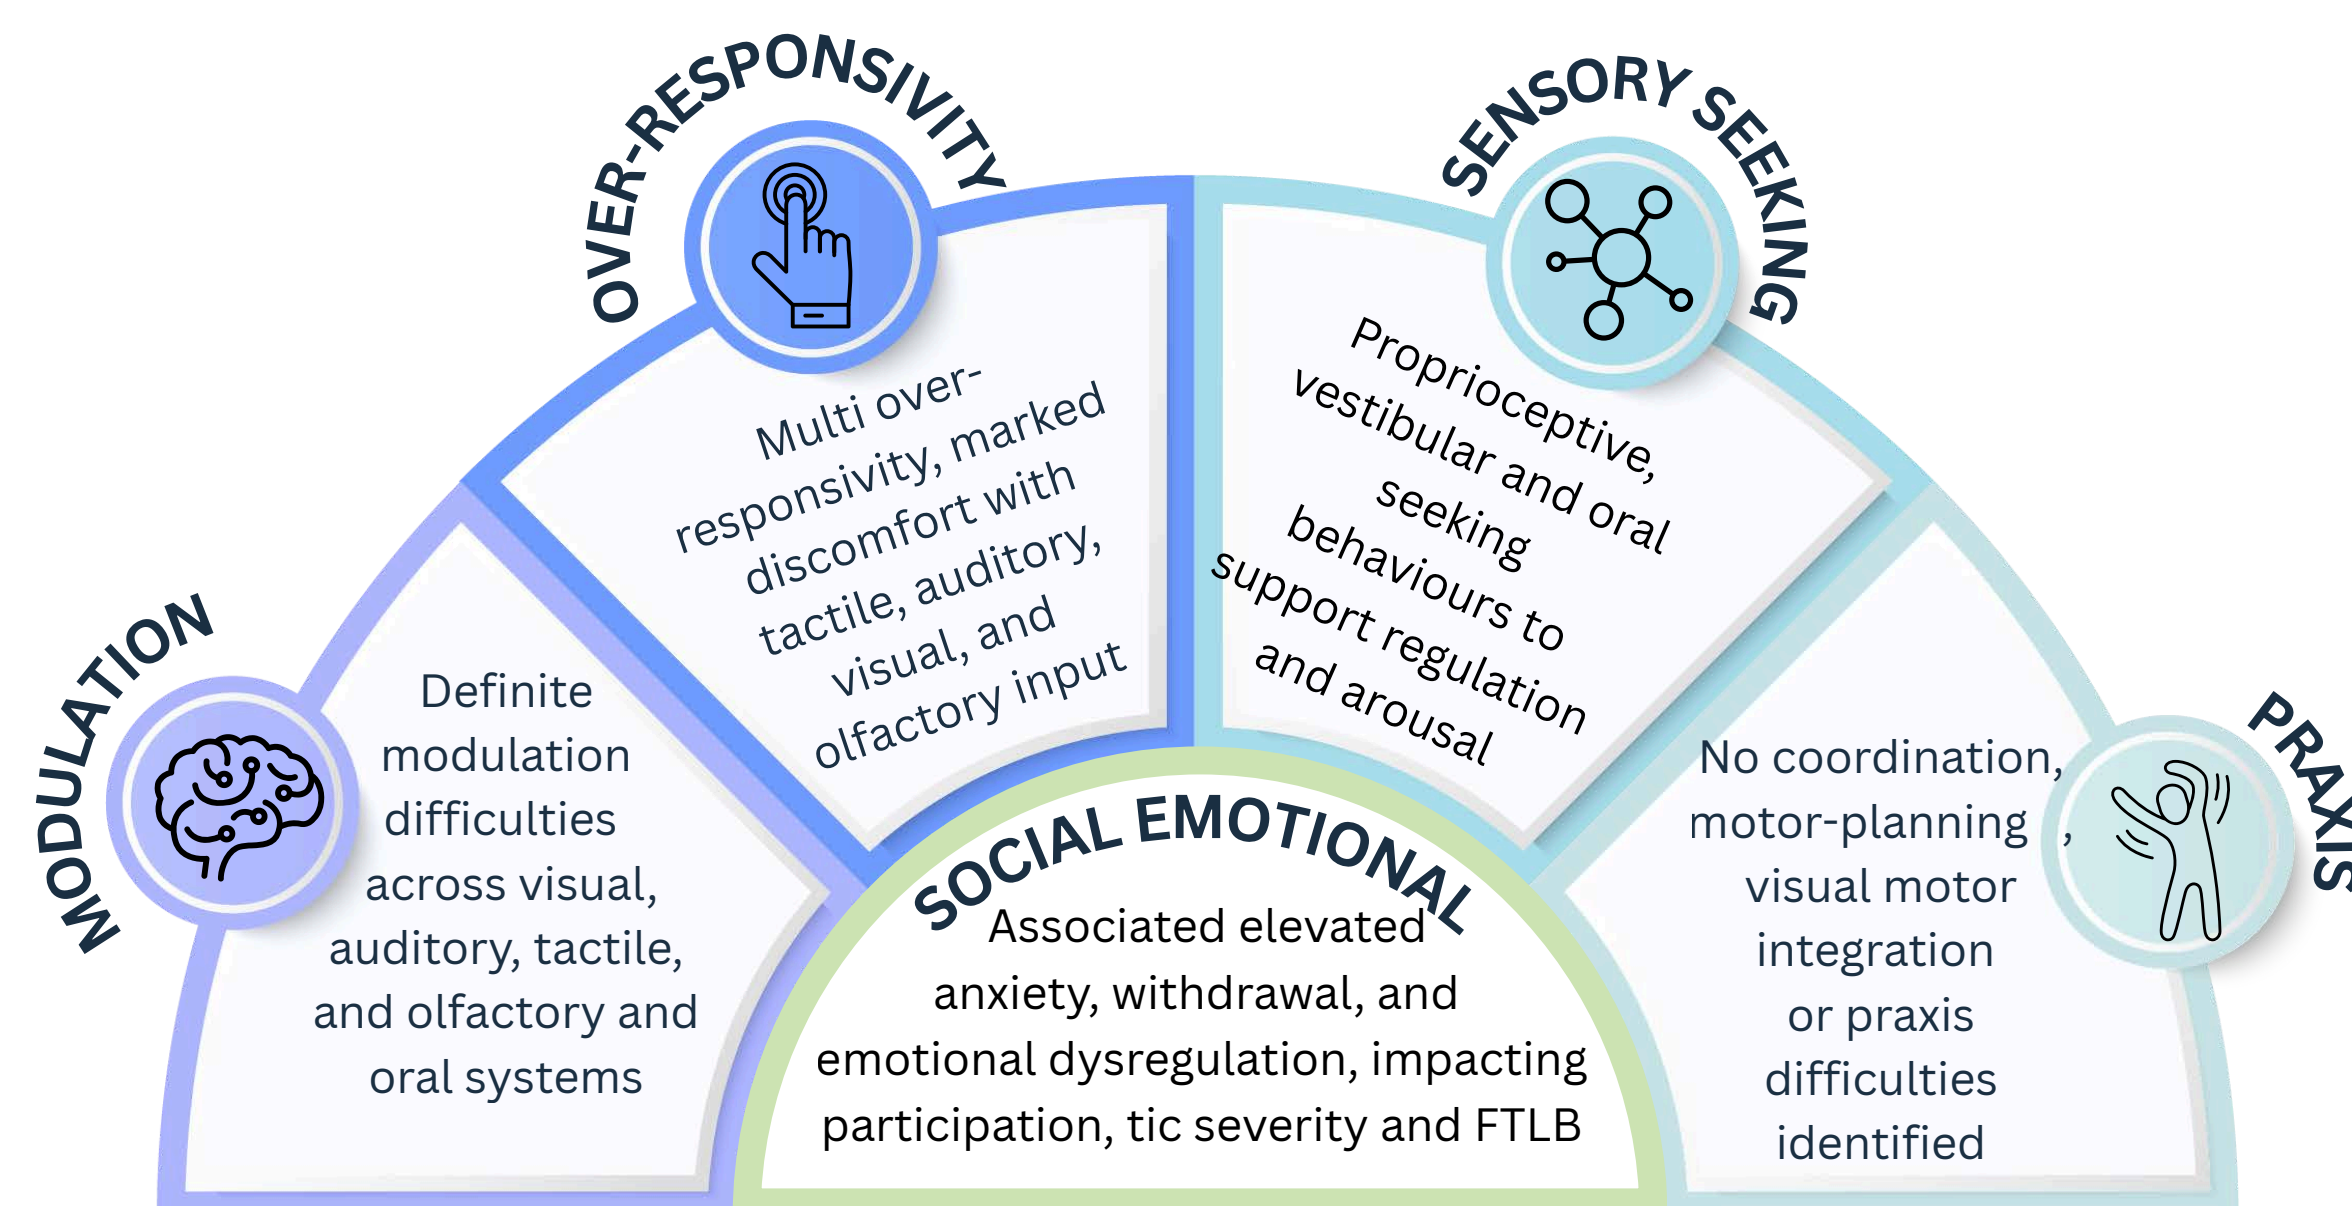 MODULATION
Definite
modulation
difficulties
across visual,
auditory, tactile,
and olfactory and
oral systems
OVER-RESPONSIVITY
Multi over-
responsivity, marked
discomfort with
tactile, auditory,
visual, and
olfactory input
SENSORY SEEKING
Proprioceptive,
vestibular and oral
seeking
behaviours to
support regulation
and arousal
PRAXIS
No coordination,
motor-planning ,
visual motor
integration
or praxis
difficulties
identified
SOCIAL EMOTIONAL
Associated elevated
anxiety, withdrawal, and
emotional dysregulation, impacting
participation, tic severity and FTLB